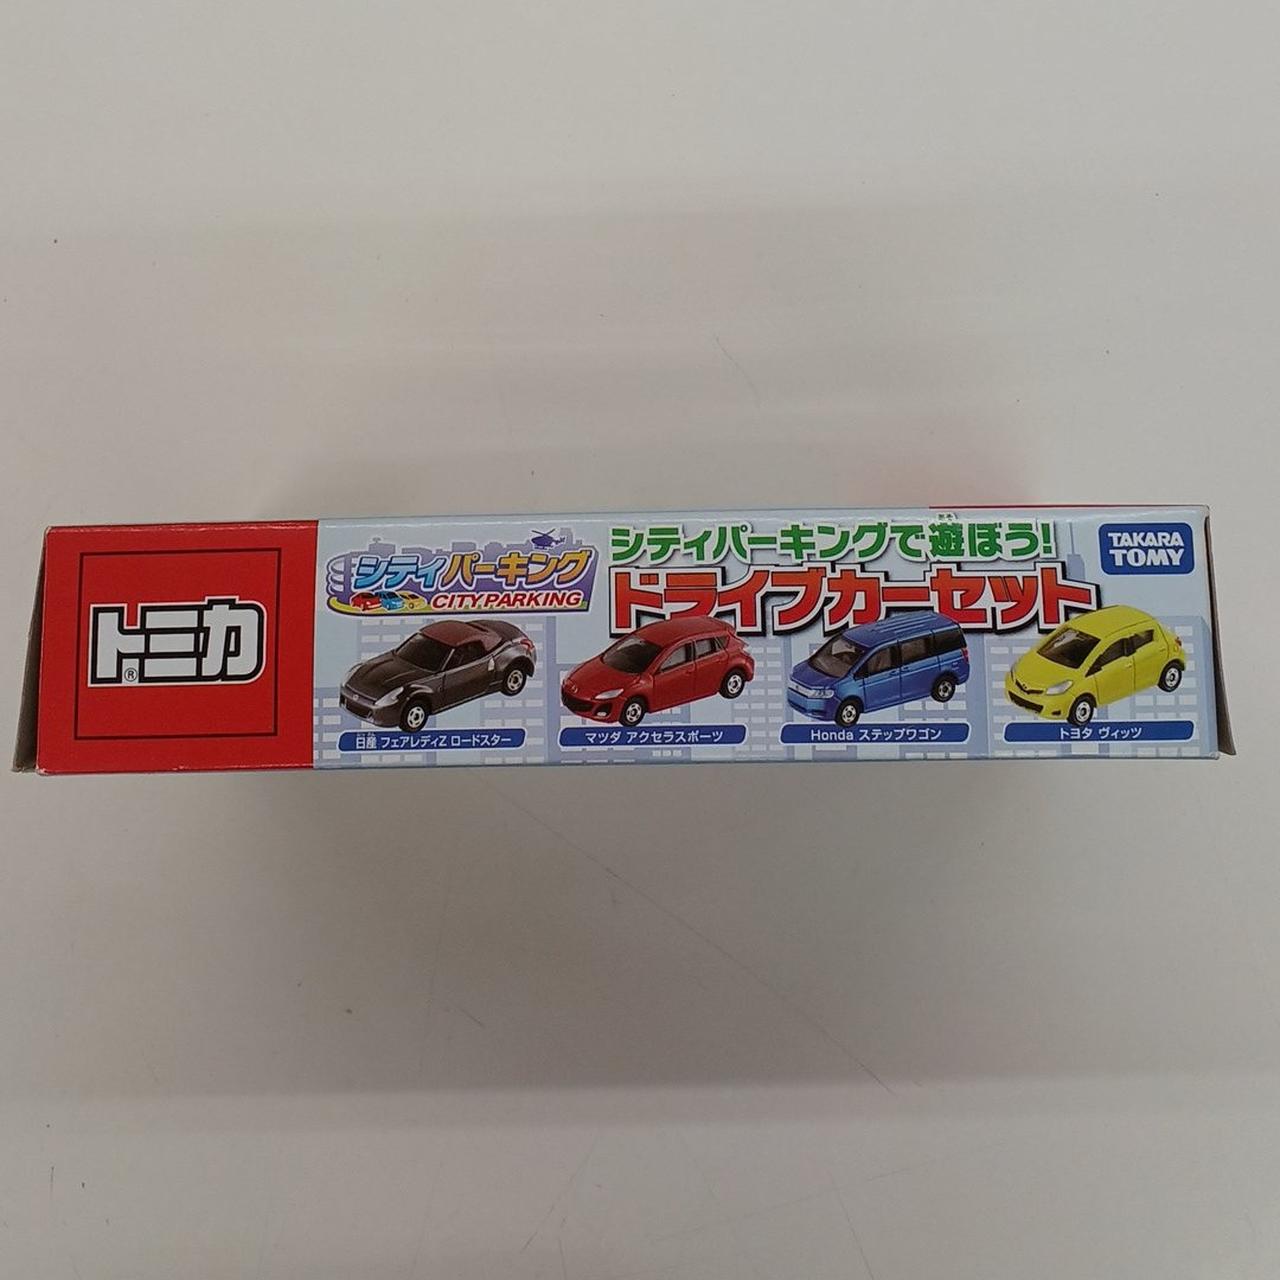 トミカ
®
シティパーキング
CITYPARKING
シティパーキングで遊ぼう!
あそ
ドライブカーセット
TAKARA
TOMY
日産 フェアレディZ ロードスター
マツダ アクセラスポーツ
Honda ステップワゴン
トヨタ ヴィッツ